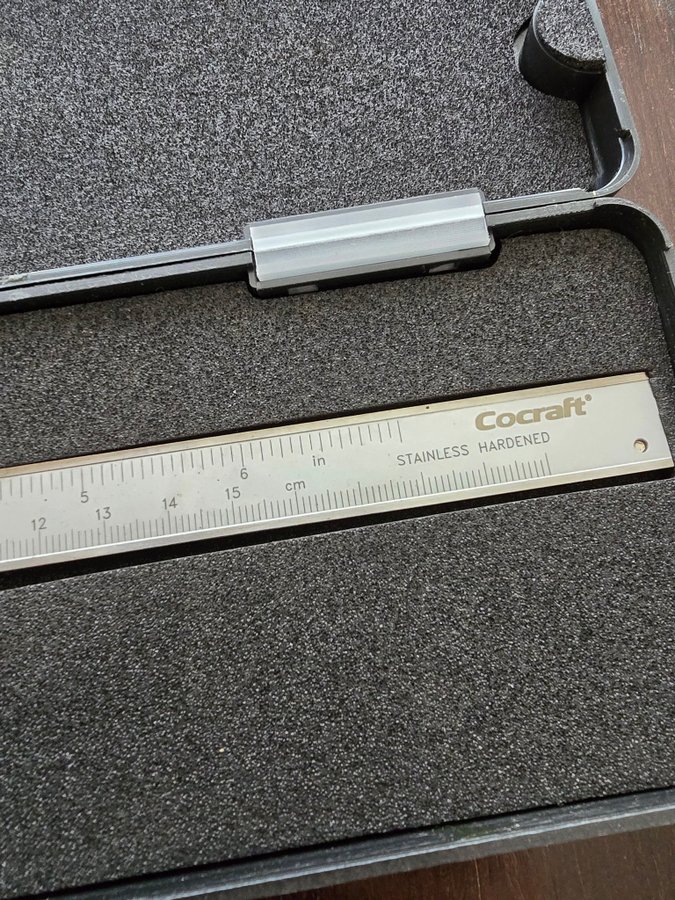 Cocraft®
STAINLESS HARDENED
5 6 in
12 13 14 15 cm